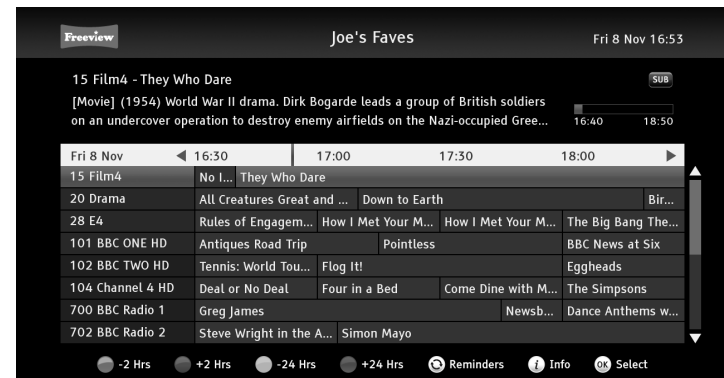 Freeview Joe's Faves Fri 8 Nov 16:53
15 Film4 - They Who Dare SUB
[Movie] (1954) World War II drama. Dirk Bogarde leads a group of British soldiers
on an undercover operation to destroy enemy airfields on the Nazi-occupied Gree...
16:40 18:50
Fri 8 Nov 16:30 17:00 17:30 18:00
15 Film4 No I... They Who Dare
20 Drama All Creatures Great and ... Down to Earth Bir...
28 E4 Rules of Engagem... How I Met Your M... How I Met Your M... The Big Bang The...
101 BBC ONE HD Antiques Road Trip Pointless BBC News at Six
102 BBC TWO HD Tennis: World Tou... Flog It! Eggheads
104 Channel 4 HD Deal or No Deal Four in a Bed Come Dine with M... The Simpsons
700 BBC Radio 1 Greg James Newsb... Dance Anthems w...
702 BBC Radio 2 Steve Wright in the A... Simon Mayo
-2 Hrs +2 Hrs -24 Hrs +24 Hrs Reminders i Info OK Select